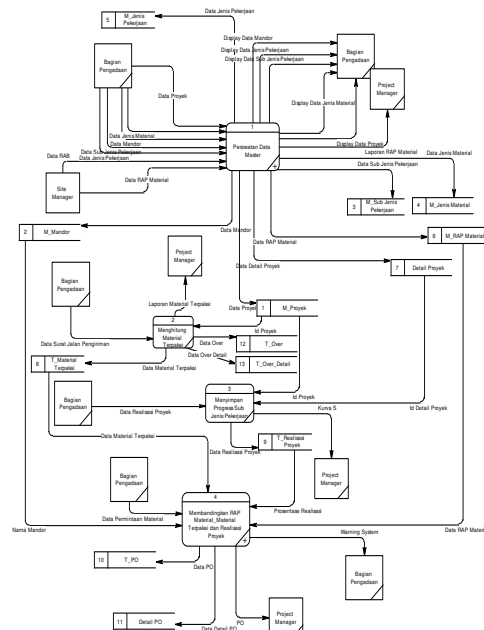 5 M_Jenis Pekerjaan
Data Jenis Pekerjaan
Display Data Mandor
Display Data Jenis Pekerjaan
Display Data Sub Jenis Pekerjaan
Bagian Pengadaan
Bagian Pengadaan
Project Manager
Data Proyek
Display Data Jenis Material
Data Jenis Material
Data Mandor
Data Sub Jenis Pekerjaan
1
Perawatan Data Master
Display Data Proyek
Laporan RAP Material
Data Jenis Material
Data RAB
Data Jenis Pekerjaan
Data Sub Jenis Pekerjaan
Site Manager
Data RAP Material
3 M_Sub Jenis Pekerjaan
4 M_Jenis Material
2 M_Mandor
Data Mandor
Data RAP Material
6 M_RAP Material
Project Manager
Bagian Pengadaan
Data Detail Proyek
7 Detail Proyek
Laporan Material Terpakai
Data Proyek
1 M_Proyek
2
Menghitung Material Terpakai
Id Proyek
Data Surat Jalan Pengiriman
Data Over
12 T_Over
8 T_Material Terpakai
Data Over Detail
13 T_Over_Detail
Data Material Terpakai
Bagian Pengadaan
3
Menyimpan Progress Sub Jenis Pekerjaan
Id Proyek
Id Detail Proyek
Data Realisasi Proyek
Kurva S
Data Material Terpakai
9 T_Realisasi Proyek
Data Realisasi Proyek
Bagian Pengadaan
Project Manager
4
Membandingkan RAP Material_Material Terpakai dan Realisasi Proyek
Prosentase Realisasi
Data Permintaan Material
Nama Mandor
Warning System
Data RAP Material
10 T_PO
Data PO
Bagian Pengadaan
11 Detail PO
Data Detail PO
PO
Project Manager